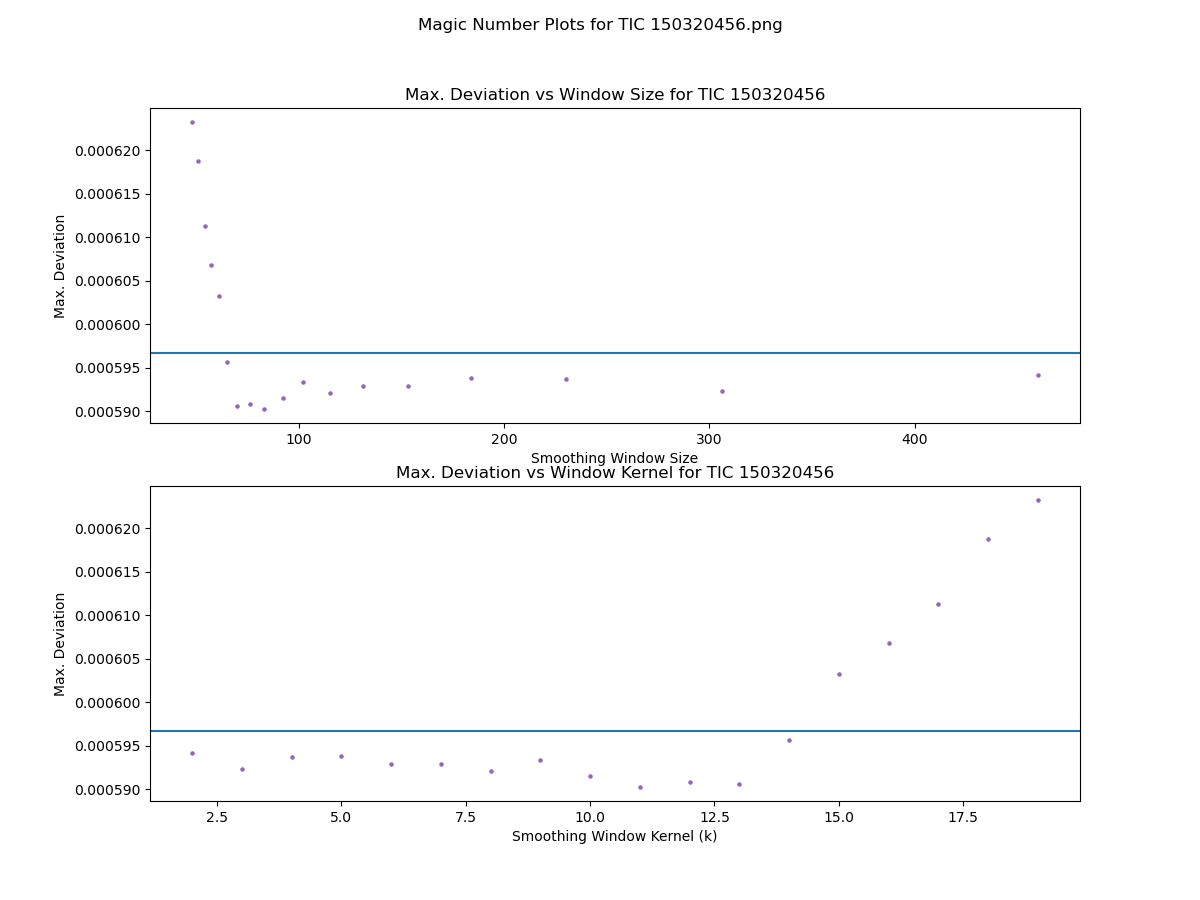 Magic Number Plots for TIC 150320456.png
Max. Deviation vs Window Size for TIC 150320456
Max. Deviation
0.000620
0.000615
0.000610
0.000605
0.000600
0.000595
0.000590
100 200 300 400
Smoothing Window Size
Max. Deviation vs Window Kernel for TIC 150320456
Max. Deviation
0.000620
0.000615
0.000610
0.000605
0.000600
0.000595
0.000590
2.5 5.0 7.5 10.0 12.5 15.0 17.5
Smoothing Window Kernel (k)